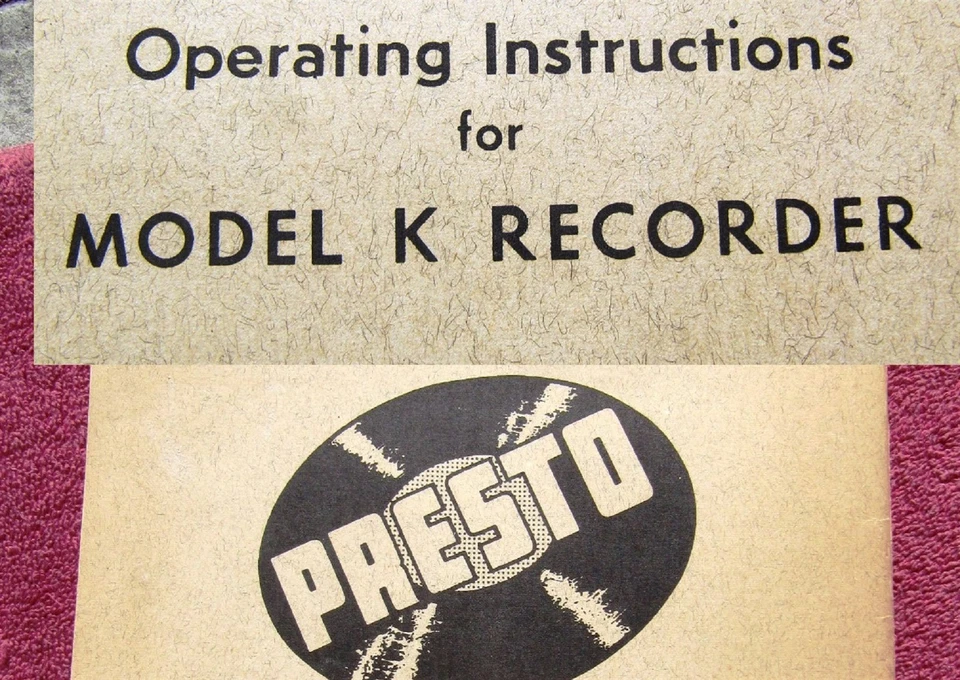 Operating Instructions
for
MODEL K RECORDER
PRESTO